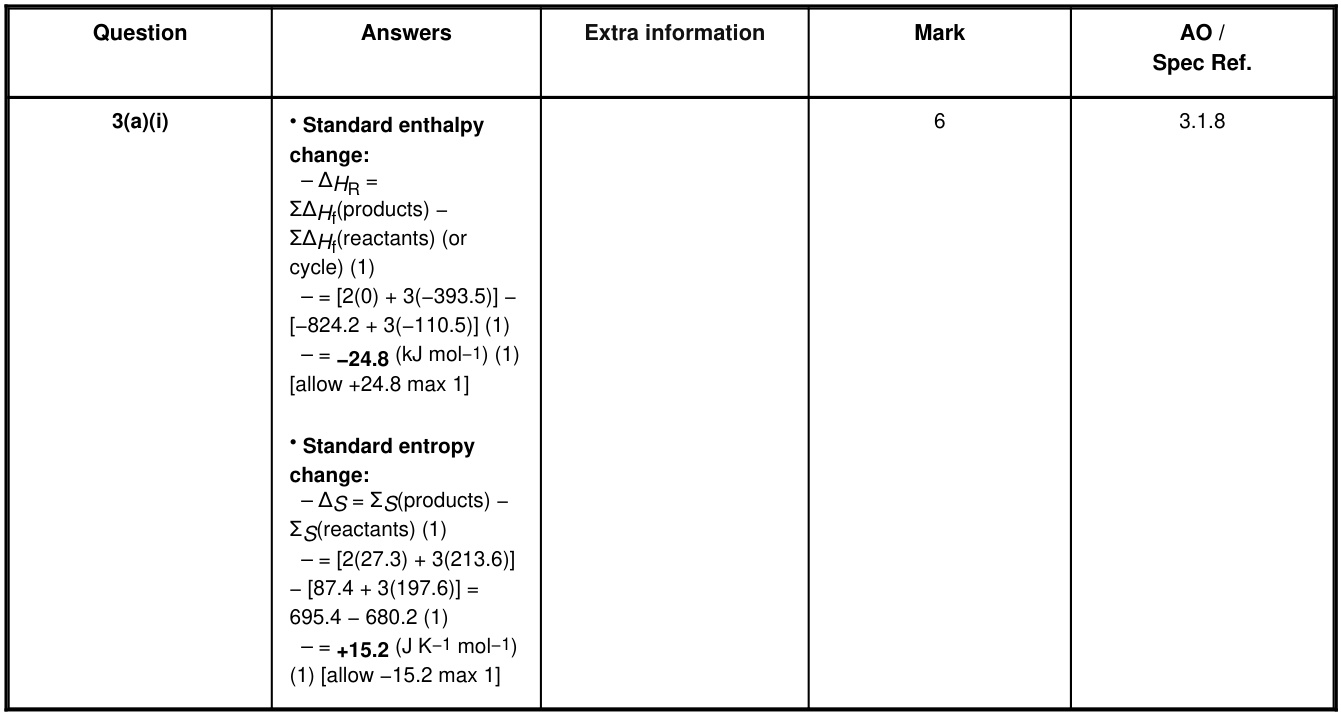 Question Answers Extra information Mark AO /
Spec Ref.
3(a)(i) • Standard enthalpy 6 3.1.8
change:
– ΔHR =
ΣΔHf(products) –
ΣΔHf(reactants) (or
cycle) (1)
– = [2(0) + 3(−393.5)] –
[−824.2 + 3(−110.5)] (1)
– = −24.8 (kJ mol−1) (1)
[allow +24.8 max 1]
• Standard entropy
change:
– ΔS = ΣS(products) –
ΣS(reactants) (1)
– = [2(27.3) + 3(213.6)]
– [87.4 + 3(197.6)] =
695.4 − 680.2 (1)
– = +15.2 (J K−1 mol−1)
(1) [allow −15.2 max 1]